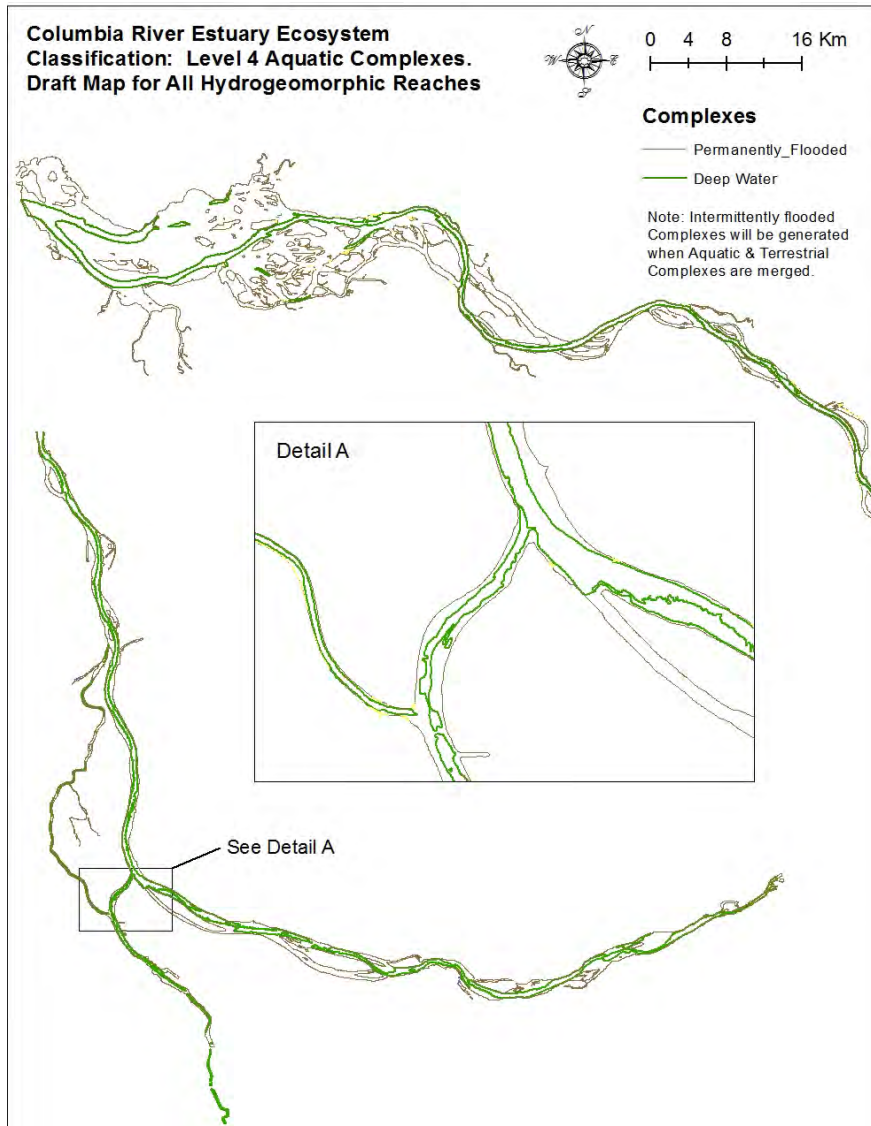 Columbia River Estuary Ecosystem
Classification: Level 4 Aquatic Complexes.
Draft Map for All Hydrogeomorphic Reaches
N
W E
S
0 4 8 16 Km
Complexes
Permanently_Flooded
Deep Water
Note: Intermittently flooded
Complexes will be generated
when Aquatic & Terrestrial
Complexes are merged.
Detail A
See Detail A